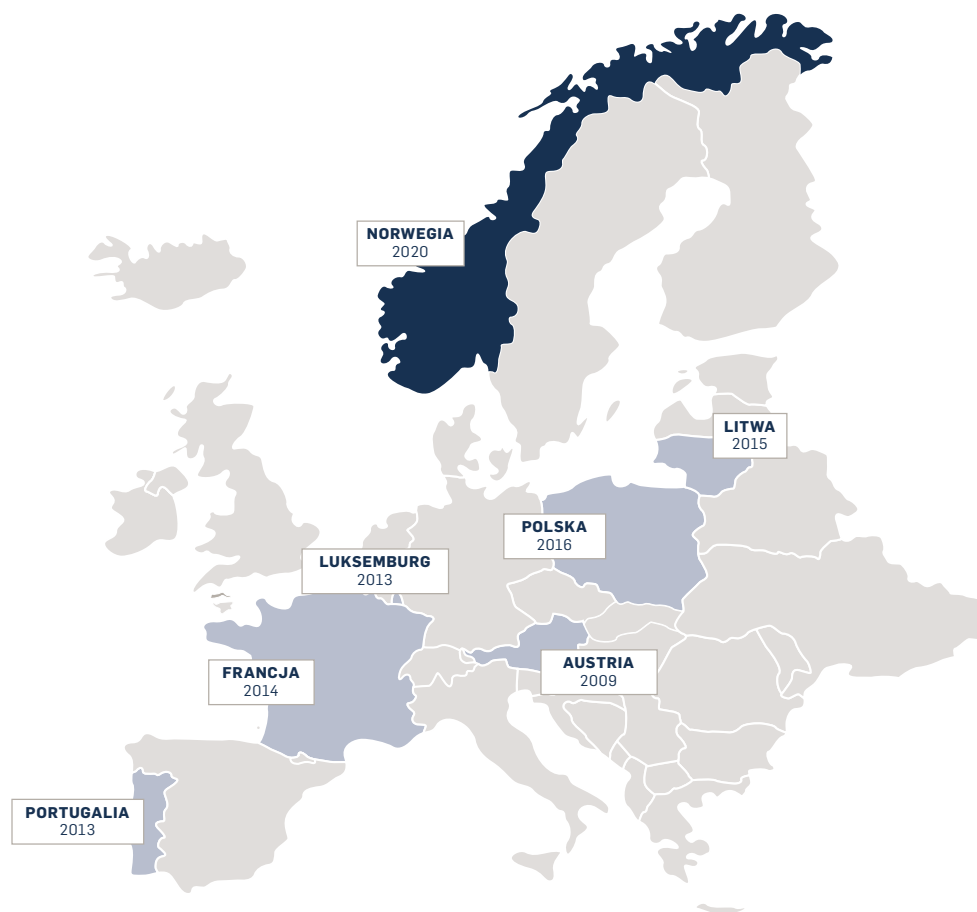 NORWEGIA
2020
LITWA
2015
POLSKA
2016
LUKSEMBURG
2013
FRANCJA
2014
AUSTRIA
2009
PORTUGALIA
2013